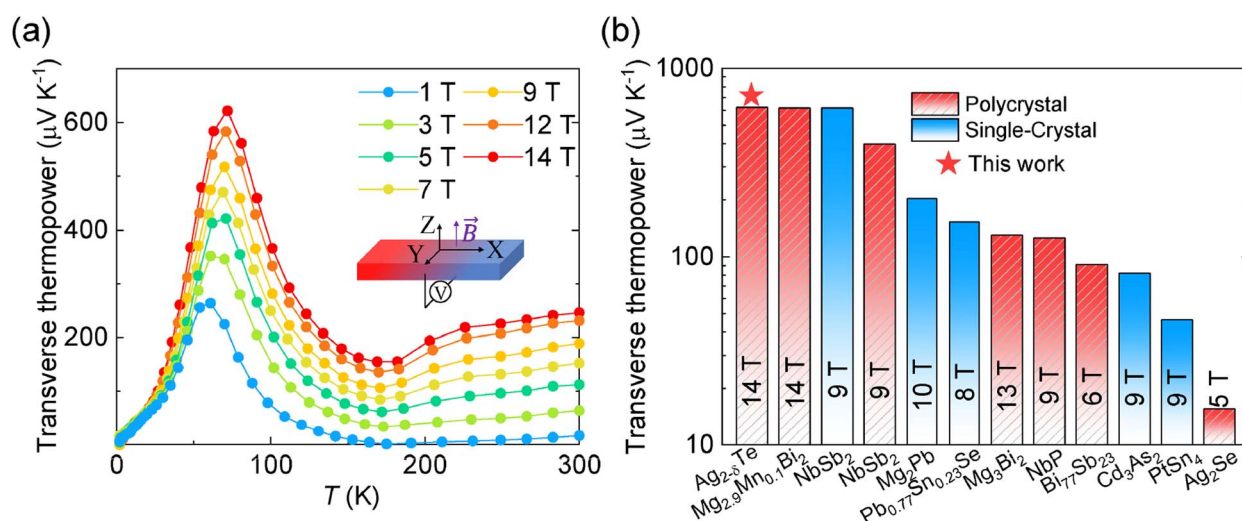 (a)
Transverse thermopower (μV K⁻¹)
600
400
200
0
0
100
200
300
T (K)
1 T
3 T
5 T
7 T
9 T
12 T
14 T
Z
B
Y
X
V
(b)
Transverse thermopower (μV K⁻¹)
1000
100
10
Polycrystal
Single-Crystal
This work
14 T
14 T
9 T
9 T
10 T
8 T
13 T
9 T
6 T
9 T
9 T
5 T
Ag₂₋δTe
Mg₂.₉Mn₀.₁Bi₂
NbSb₂
NbSb₂
Mg₂Pb
Pb₀.₇₇Sn₀.₂₃Se
Mg₃Bi₂
NbP
Bi₇₇Sb₂₃
Cd₃As₂
PtSn₄
Ag₂Se